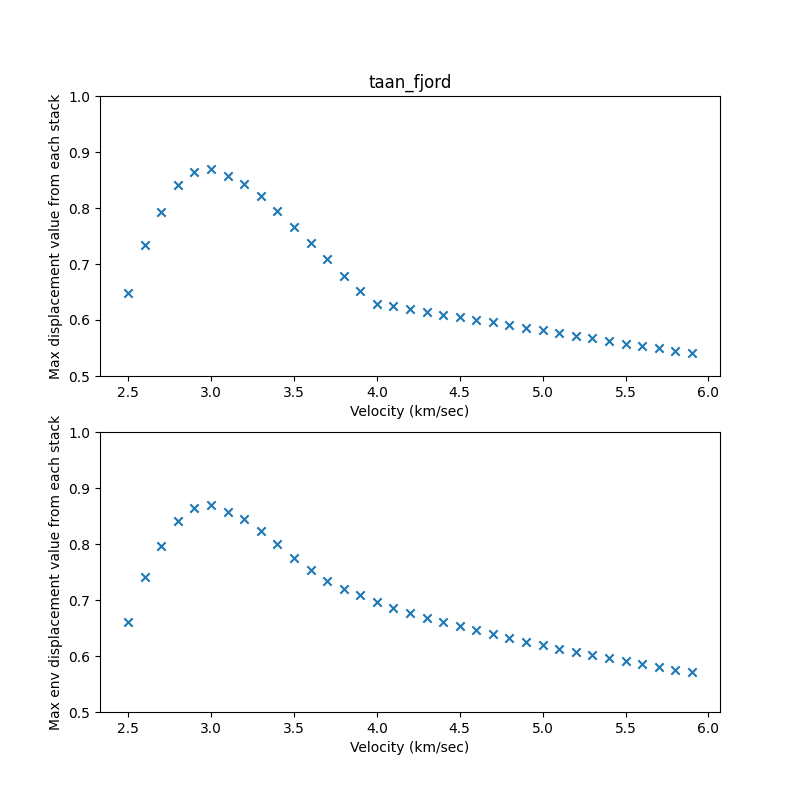 taan_fjord
Max displacement value from each stack
1.0
0.9
0.8
0.7
0.6
0.5
2.5 3.0 3.5 4.0 4.5 5.0 5.5 6.0
Velocity (km/sec)
Max env displacement value from each stack
1.0
0.9
0.8
0.7
0.6
0.5
2.5 3.0 3.5 4.0 4.5 5.0 5.5 6.0
Velocity (km/sec)